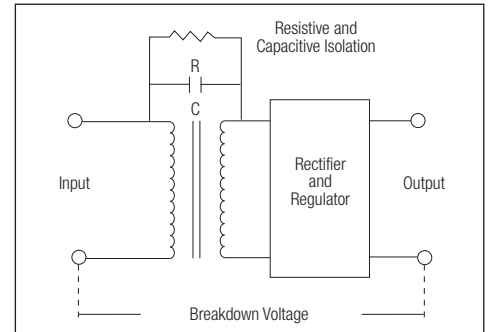 Resistive and
Capacitive Isolation
R
C
Input
Rectifier
and
Regulator
Output
Breakdown Voltage